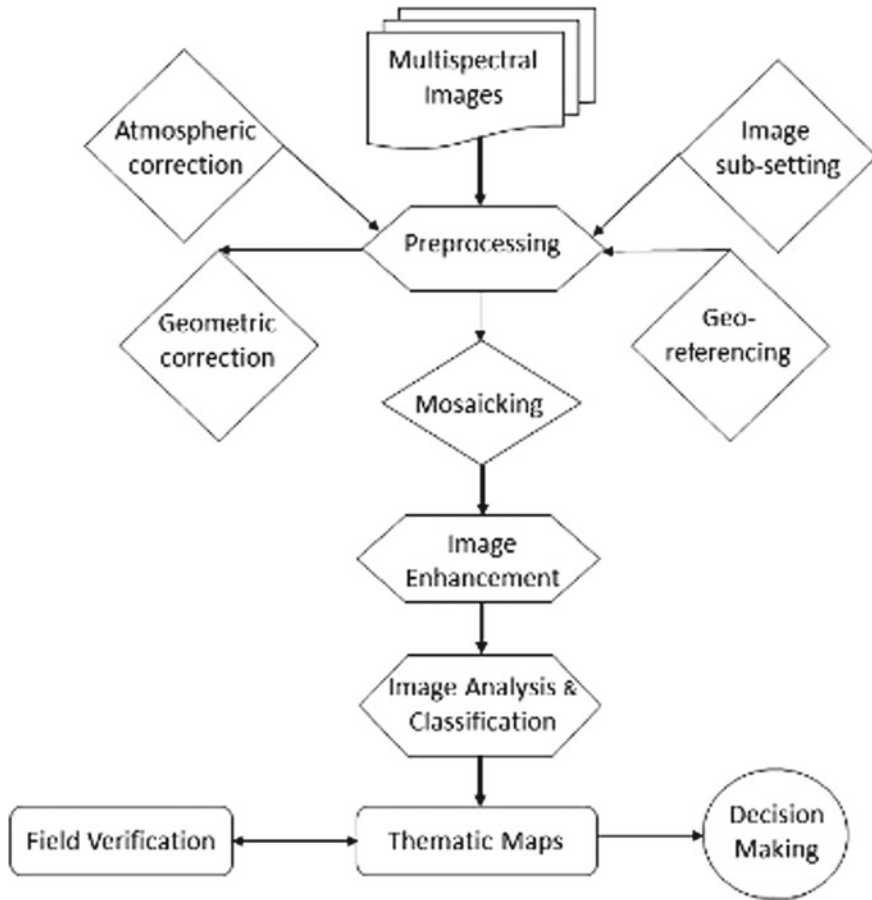 Multispectral
Images
Atmospheric
correction
Image
sub-setting
Preprocessing
Geometric
correction
Geo-
referencing
Mosaicking
Image
Enhancement
Image Analysis &
Classification
Field Verification
Thematic Maps
Decision
Making